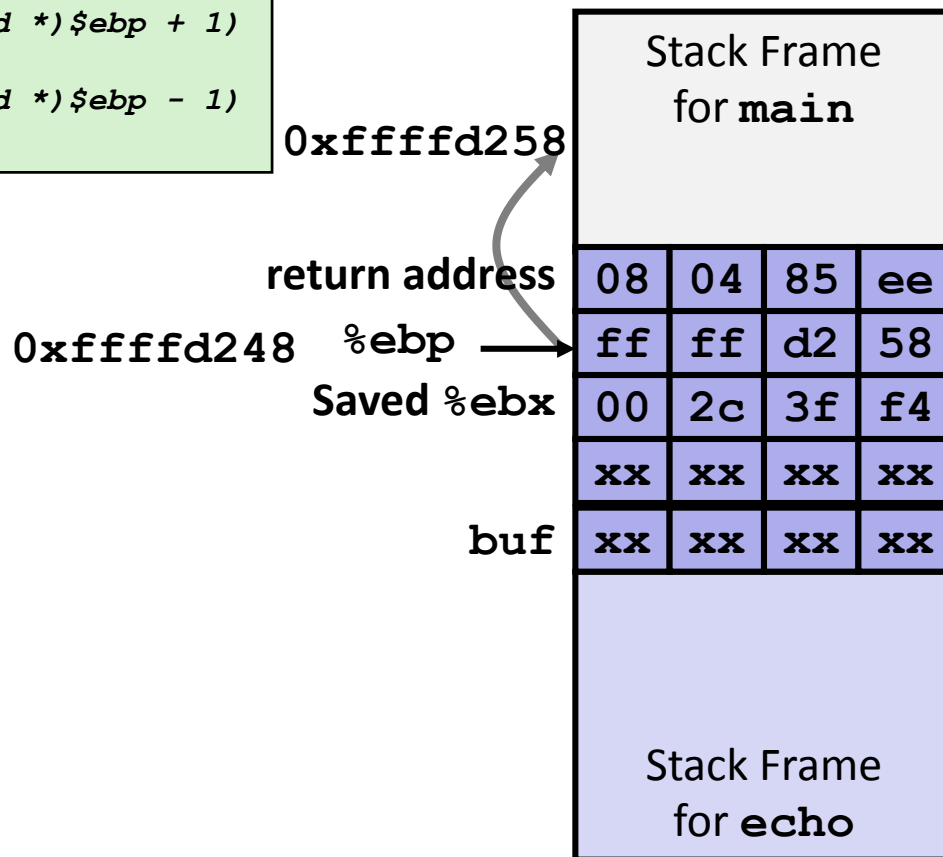 d *)$ebp + 1)
d *)$ebp - 1)
Stack Frame
for main
0xffffd258
return address 08 04 85 ee
0xffffd248 %ebp ff ff d2 58
Saved %ebx 00 2c 3f f4
xx xx xx xx
buf xx xx xx xx
Stack Frame
for echo